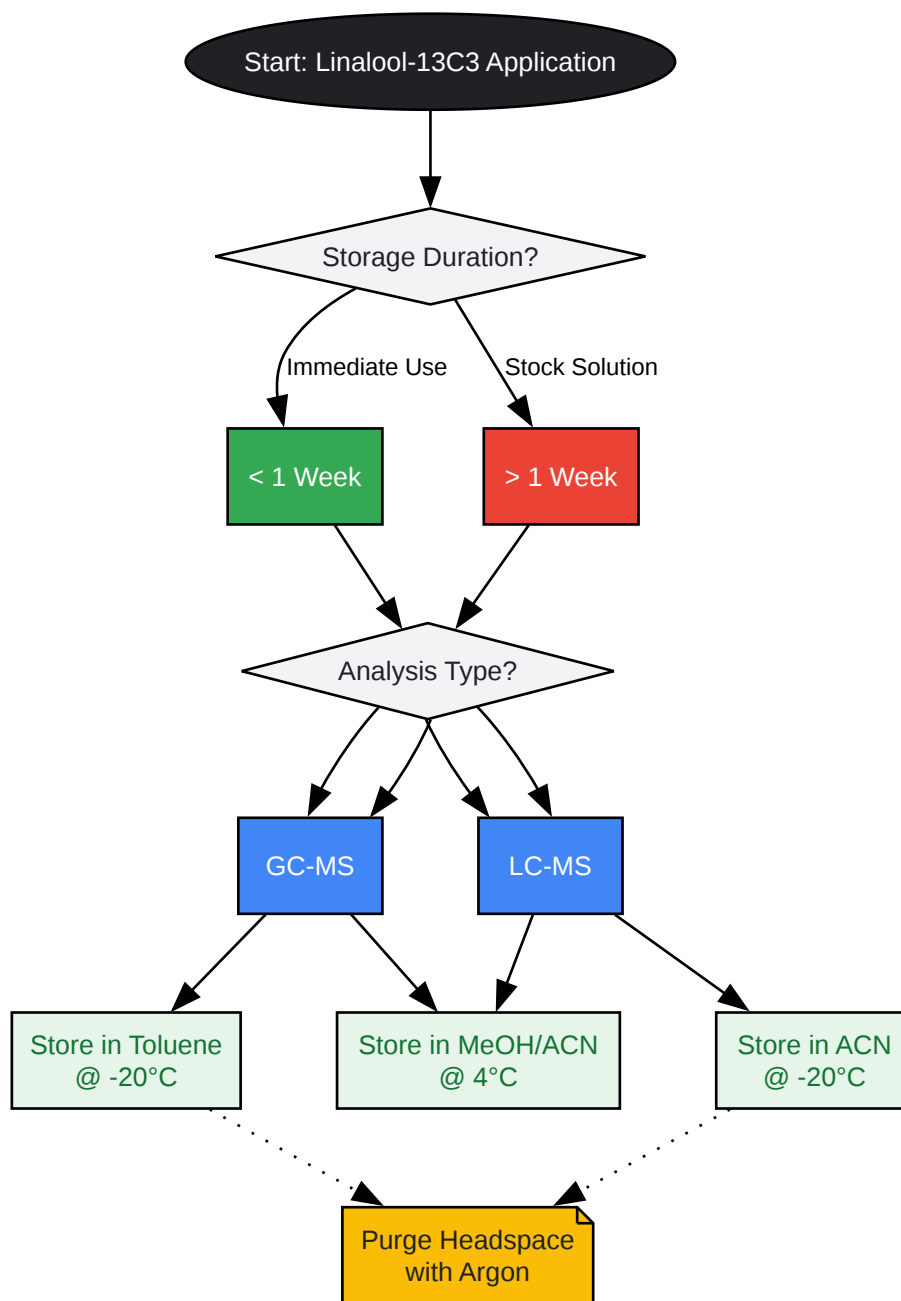 Start: Linalool-13C3 Application
Storage Duration?
Immediate Use
Stock Solution
< 1 Week
> 1 Week
Analysis Type?
GC-MS
LC-MS
Store in Toluene
@ -20°C
Store in MeOH/ACN
@ 4°C
Store in ACN
@ -20°C
Purge Headspace
with Argon